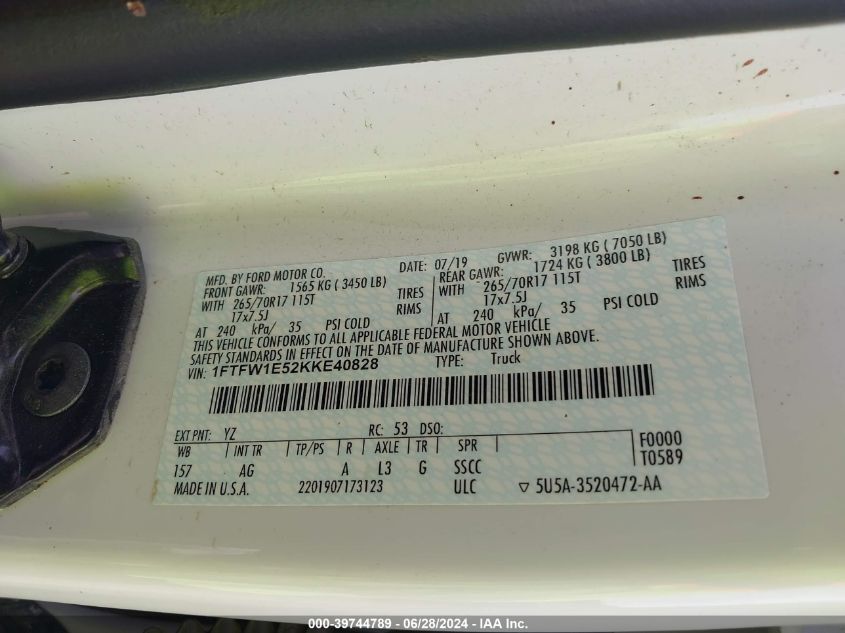 MFD. BY FORD MOTOR CO. DATE: 07/19 GVWR: 3198 KG ( 7050 LB)
FRONT GAWR: 1565 KG ( 3450 LB) REAR GAWR: 1724 KG ( 3800 LB)
WITH 265/70R17 115T TIRES WITH 265/70R17 115T TIRES
17x7.5J RIMS 17x7.5J RIMS
AT 240 kPa/ 35 PSI COLD AT 240 kPa/ 35 PSI COLD
THIS VEHICLE CONFORMS TO ALL APPLICABLE FEDERAL MOTOR VEHICLE
SAFETY STANDARDS IN EFFECT ON THE DATE OF MANUFACTURE SHOWN ABOVE.
VIN: 1FTFW1E52KKE40828 TYPE: Truck
EXT PNT: YZ RC: 53 DSO:
WB INT TR TP/PS R AXLE TR SPR F0000
157 AG A L3 G SSCC T0589
MADE IN U.S.A. 2201907173123 ULC ▽ 5U5A-3520472-AA
000-39744789 - 06/28/2024 - IAA Inc.